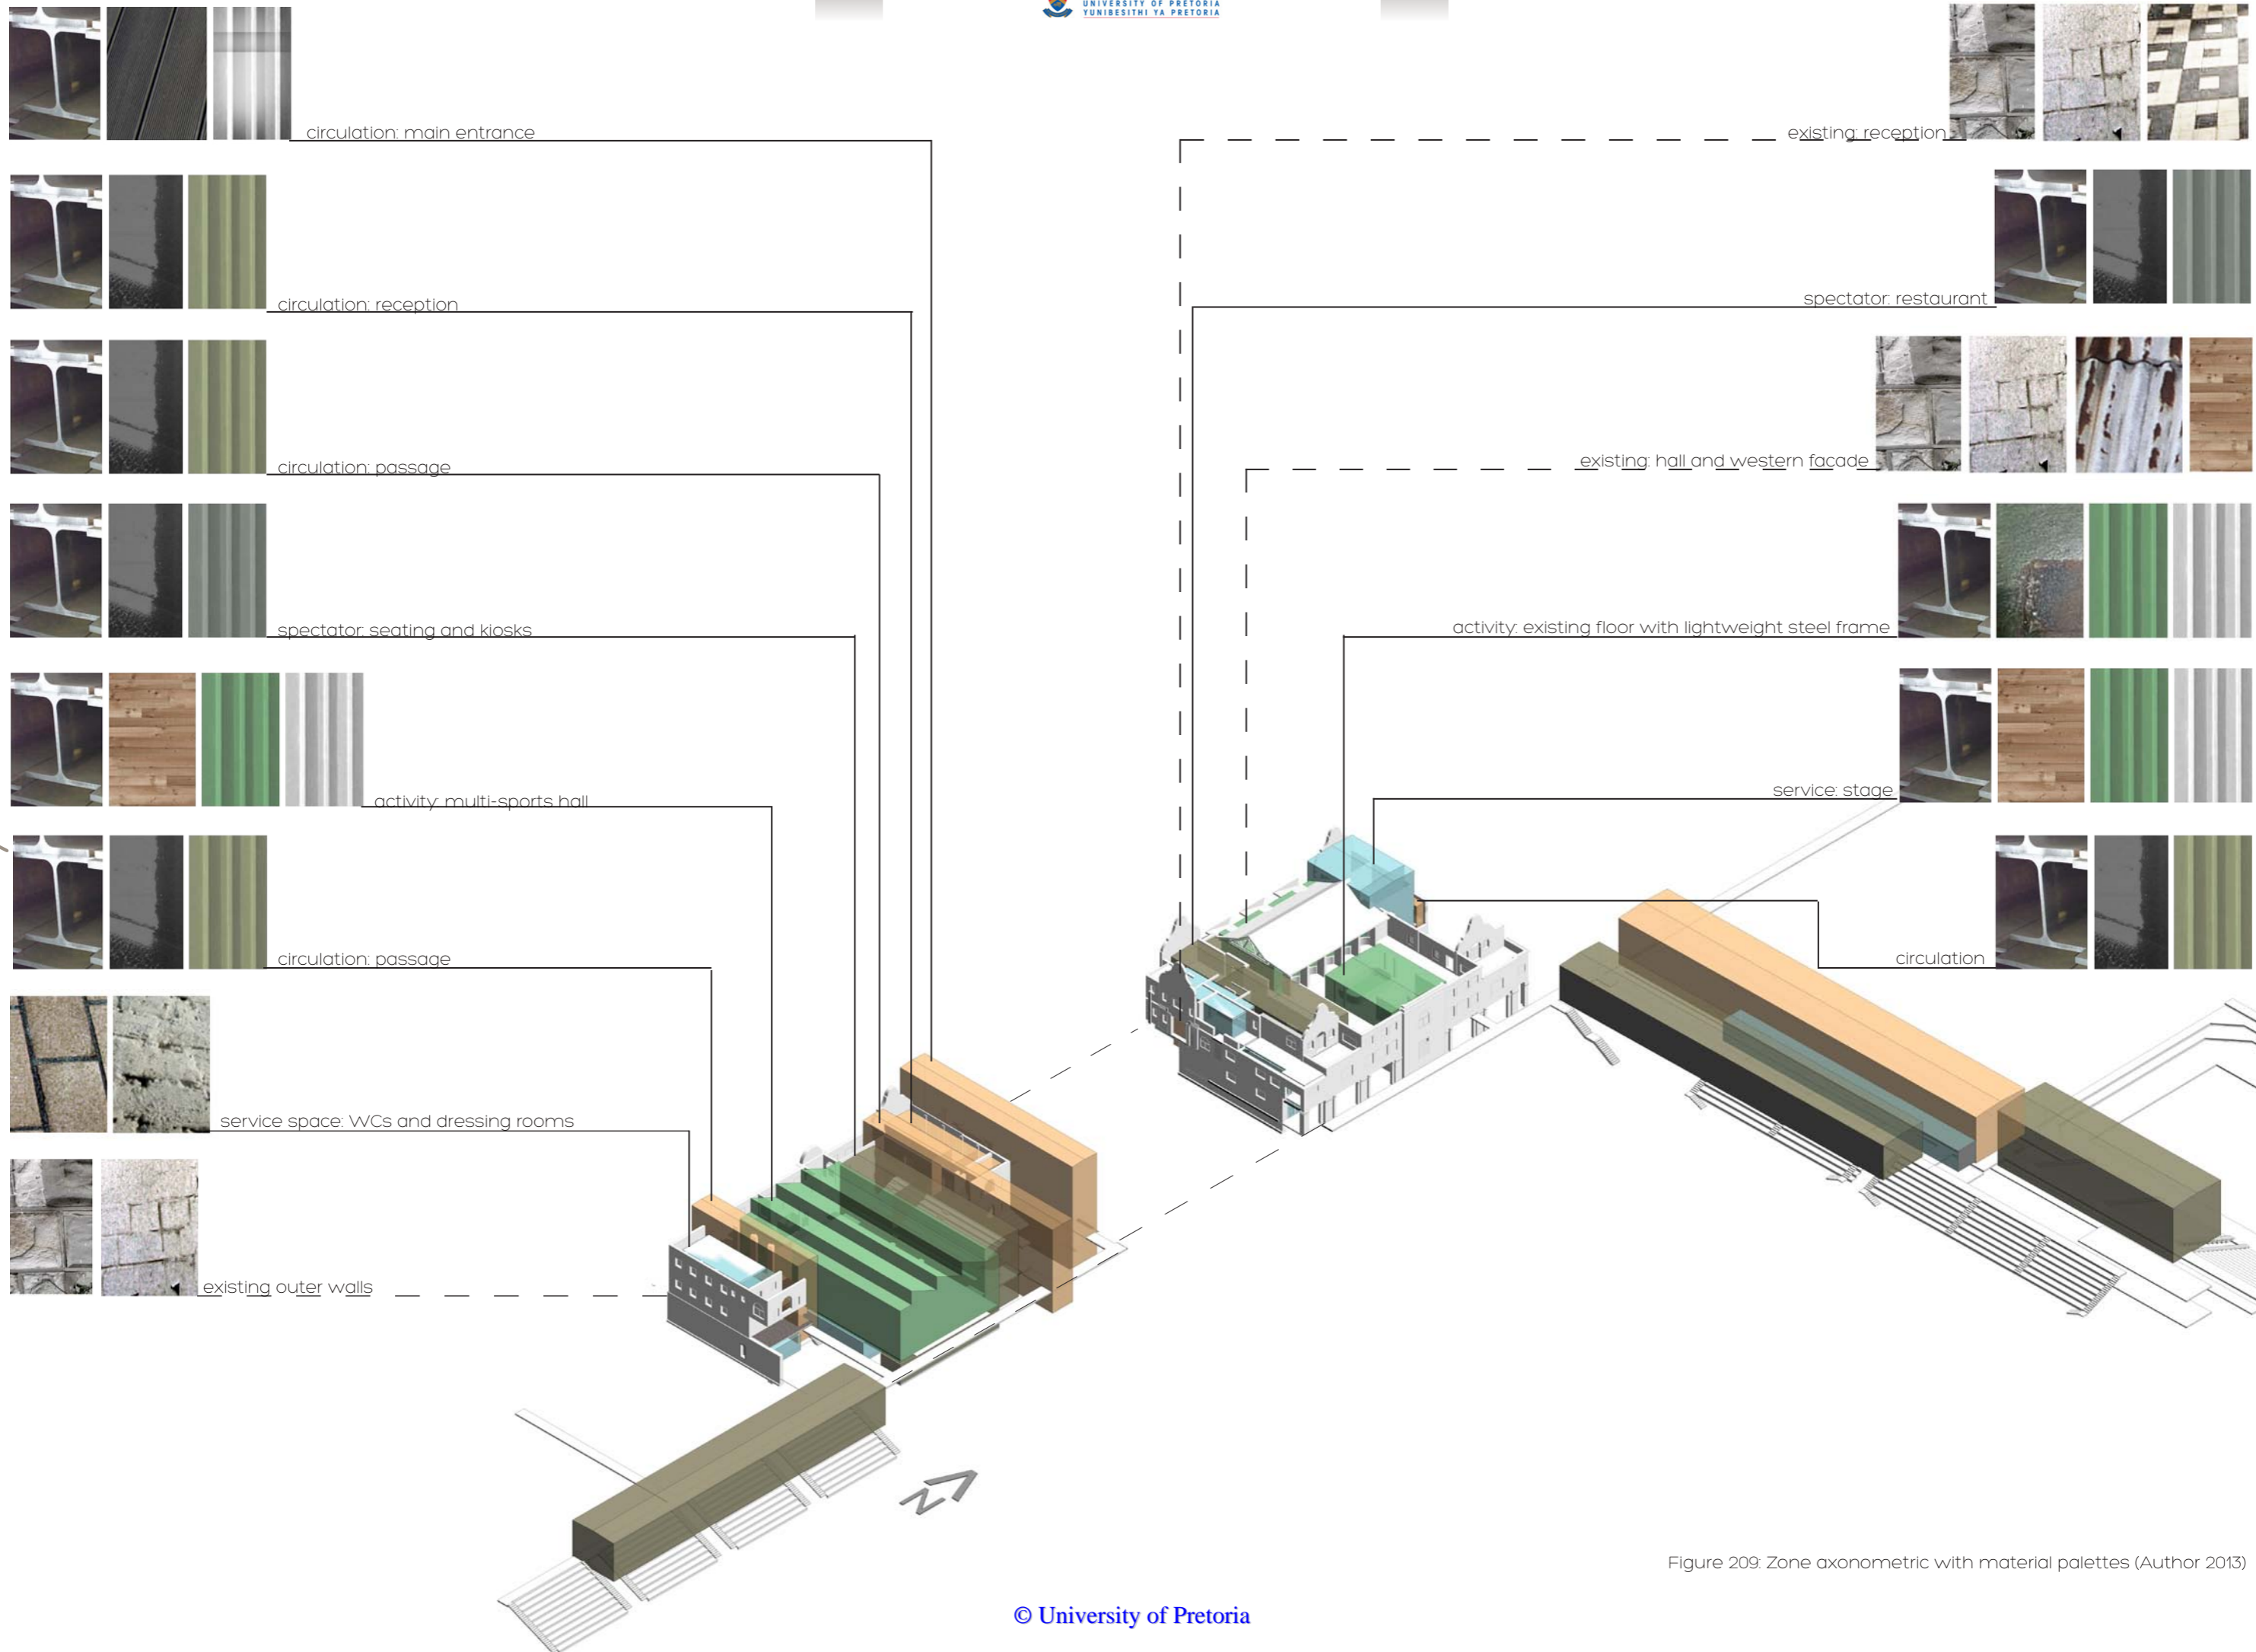 UNIVERSITY OF PRETORIA
YUNIBESITHI YA PRETORIA
circulation: main entrance
circulation: reception
circulation: passage
spectator: seating and kiosks
activity: multi-sports hall
circulation: passage
service space: WCs and dressing rooms
existing outer walls
existing: reception
spectator: restaurant
existing: hall and western facade
activity: existing floor with lightweight steel frame
service: stage
circulation
N
Figure 209: Zone axonometric with material palettes (Author 2013)
© University of Pretoria